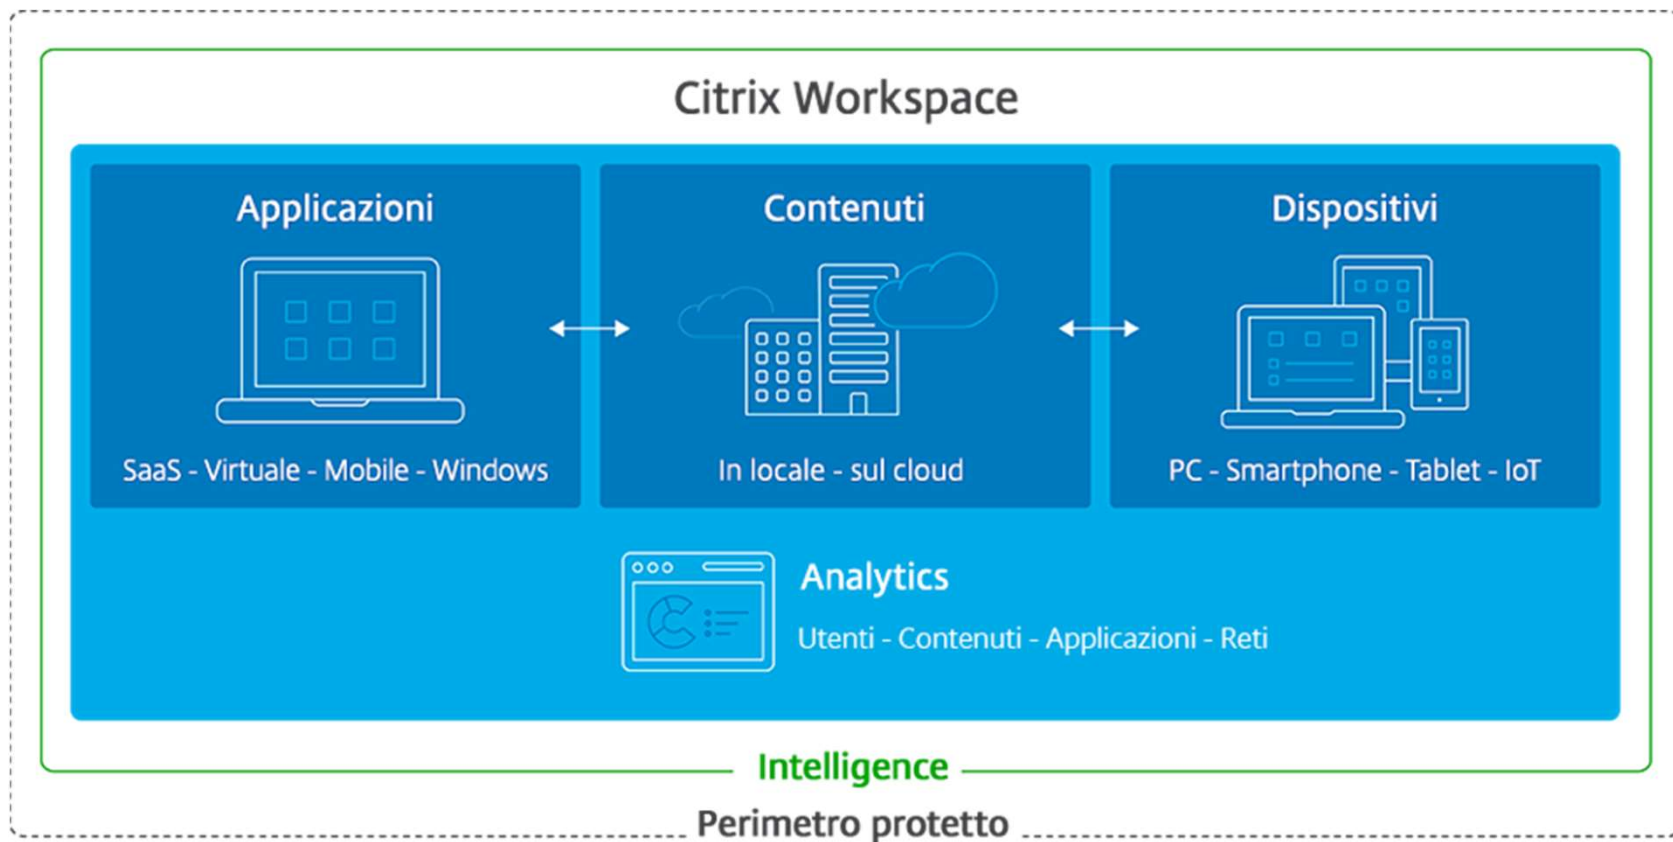 Citrix Workspace
Applicazioni
SaaS - Virtuale - Mobile - Windows
Contenuti
In locale - sul cloud
Dispositivi
PC - Smartphone - Tablet - IoT
Analytics
Utenti - Contenuti - Applicazioni - Reti
Intelligence
Perimetro protetto